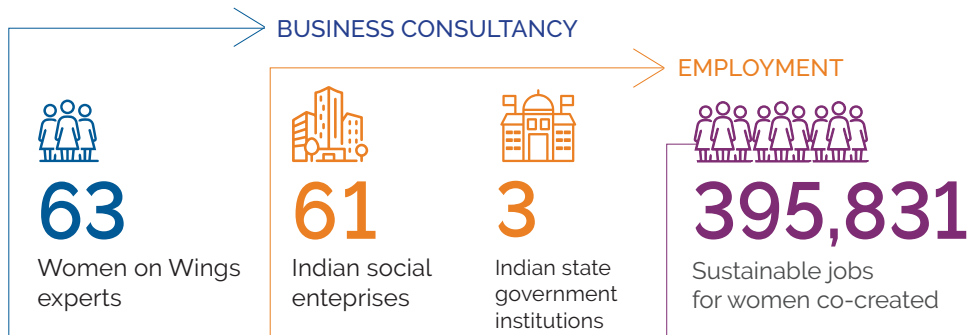 BUSINESS CONSULTANCY
EMPLOYMENT
63
Women on Wings
experts
61
Indian social
enteprises
3
Indian state
government
institutions
395,831
Sustainable jobs
for women co-created